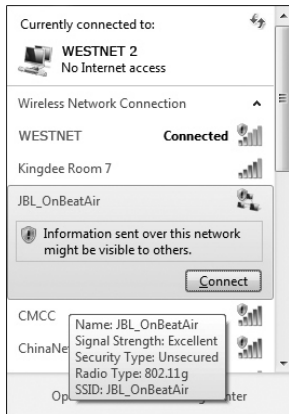 Currently connected to:
WESTNET 2
No Internet access
Wireless Network Connection
WESTNET Connected
Kingdee Room 7
JBL_OnBeatAir
Information sent over this network
might be visible to others.
Connect
CMCC
Name: JBL_OnBeatAir
Signal Strength: Excellent
Security Type: Unsecured
Radio Type: 802.11g
SSID: JBL_OnBeatAir